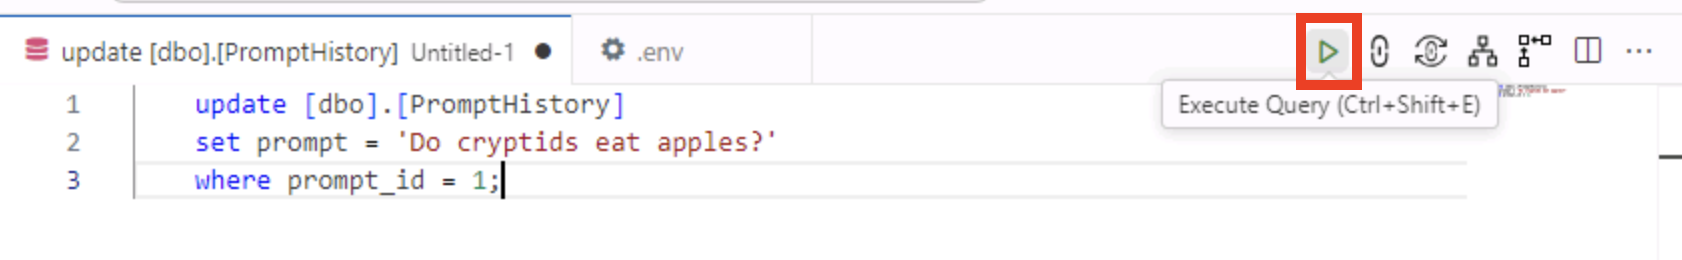 update [dbo].[PromptHistory] Untitled-1 ●
.env
Execute Query (Ctrl+Shift+E)
1 update [dbo].[PromptHistory]
2 set prompt = 'Do cryptids eat apples?'
3 where prompt_id = 1;